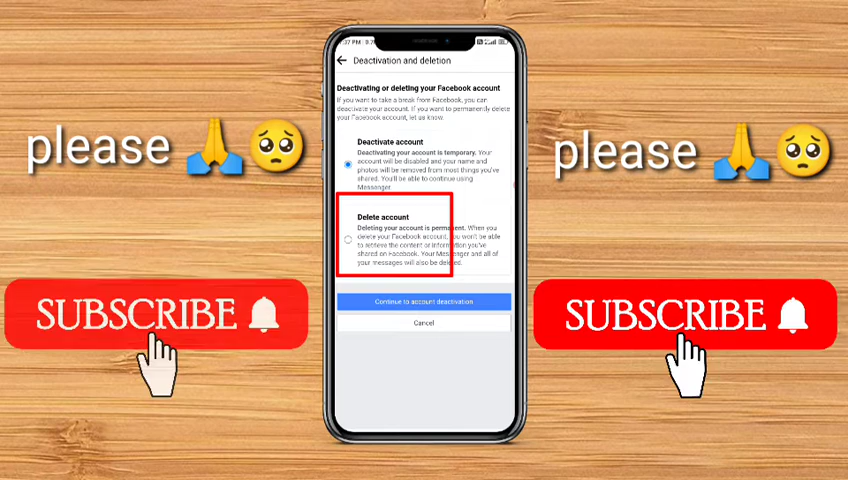 :37 PM
Deactivation and deletion
Deactivating or deleting your Facebook account
If you want to take a break from Facebook, you can
deactivate your account. If you want to permanently delete
your Facebook account, let us know.
please 🙏🥺
please 🙏🥺
Deactivate account
Deactivating your account is temporary. Your
account will be disabled and your name and
photos will be removed from most things you've
shared. You'll be able to continue using
Messenger.
Delete account
Deleting your account is permanent. When you
delete your Facebook account, you won't be able
to retrieve the content or information you've
shared on Facebook. Your Messenger and all of
your messages will also be deleted.
SUBSCRIBE
SUBSCRIBE
Continue to account deactivation
Cancel